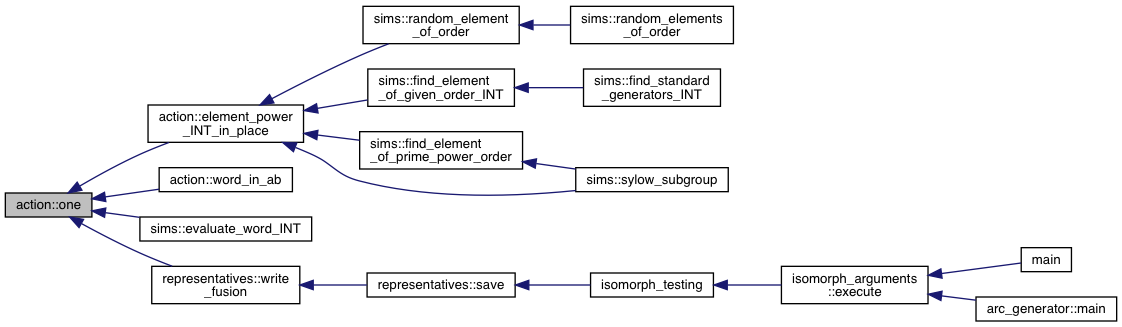 action::one
action::element_power
_INT_in_place
sims::random_element
_of_order
sims::random_elements
_of_order
sims::find_element
_of_given_order_INT
sims::find_standard
_generators_INT
sims::find_element
_of_prime_power_order
sims::sylow_subgroup
action::word_in_ab
sims::evaluate_word_INT
representatives::write
_fusion
representatives::save
isomorph_testing
isomorph_arguments
::execute
main
arc_generator::main